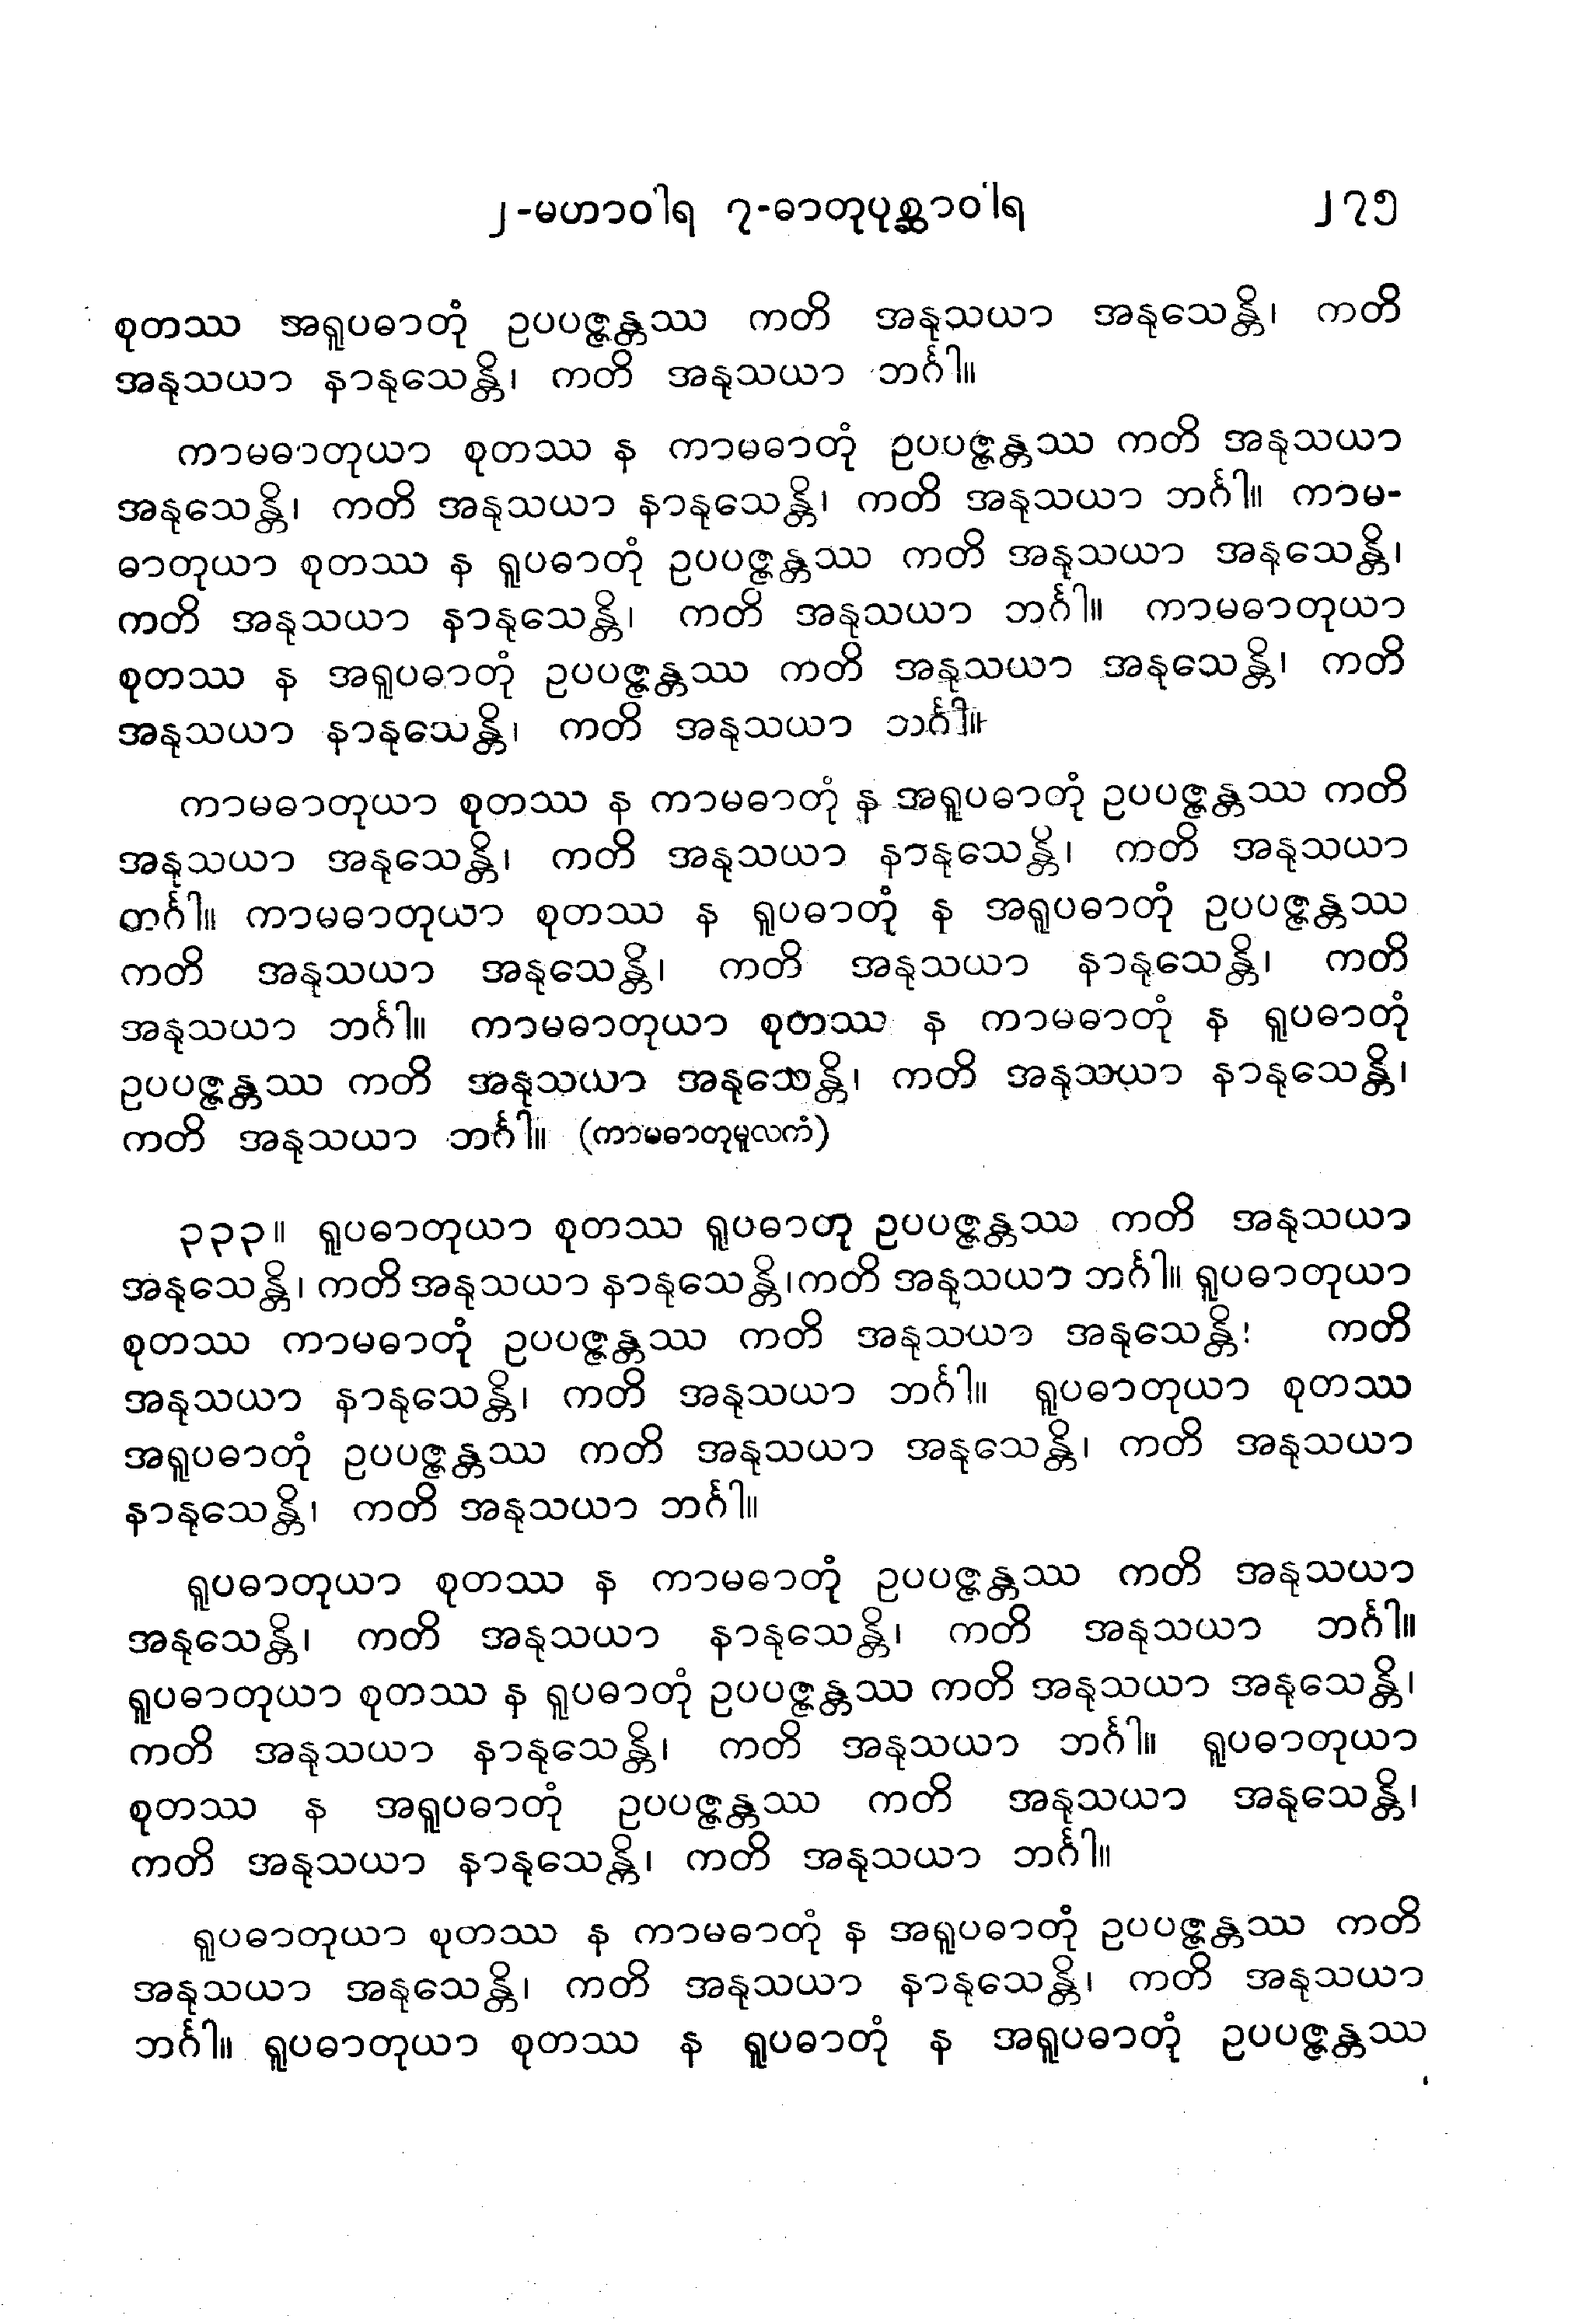 ၂-မဟာဝါရ ၇-ဓာတုပုစ္ဆာဝါရ ၂၇၅
စုတဿ အရူပဓာတုံ ဥပပဇ္ဇန္တဿ ကတိ အနုသယာ အနုသေန္တိ၊ ကတိ
အနုသယာ နာနုသေန္တိ၊ ကတိ အနုသယာ ဘင်္ဂါ။
ကာမဓာတုယာ စုတဿ န ကာမဓာတုံ ဥပပဇ္ဇန္တဿ ကတိ အနုသယာ
အနုသေန္တိ၊ ကတိ အနုသယာ နာနုသေန္တိ၊ ကတိ အနုသယာ ဘင်္ဂါ။ ကာမ-
ဓာတုယာ စုတဿ န ရူပဓာတုံ ဥပပဇ္ဇန္တဿ ကတိ အနုသယာ အနုသေန္တိ၊
ကတိ အနုသယာ နာနုသေန္တိ၊ ကတိ အနုသယာ ဘင်္ဂါ။ ကာမဓာတုယာ
စုတဿ န အရူပဓာတုံ ဥပပဇ္ဇန္တဿ ကတိ အနုသယာ အနုသေန္တိ၊ ကတိ
အနုသယာ နာနုသေန္တိ၊ ကတိ အနုသယာ ဘင်္ဂါ။
ကာမဓာတုယာ စုတဿ န ကာမဓာတုံ န အရူပဓာတုံ ဥပပဇ္ဇန္တဿ ကတိ
အနုသယာ အနုသေန္တိ၊ ကတိ အနုသယာ နာနုသေန္တိ၊ ကတိ အနုသယာ
ဘင်္ဂါ။ ကာမဓာတုယာ စုတဿ န ရူပဓာတုံ န အရူပဓာတုံ ဥပပဇ္ဇန္တဿ
ကတိ အနုသယာ အနုသေန္တိ၊ ကတိ အနုသယာ နာနုသေန္တိ၊ ကတိ
အနုသယာ ဘင်္ဂါ။ ကာမဓာတုယာ စုတဿ န ကာမဓာတုံ န ရူပဓာတုံ
ဥပပဇ္ဇန္တဿ ကတိ အနုသယာ အနုသေန္တိ၊ ကတိ အနုသယာ နာနုသေန္တိ၊
ကတိ အနုသယာ ဘင်္ဂါ။ (ကာမဓာတုမူလကံ)
၃၃၃။ ရူပဓာတုယာ စုတဿ ရူပဓာတု ဥပပဇ္ဇန္တဿ ကတိ အနုသယာ
အနုသေန္တိ၊ ကတိ အနုသယာ နာနုသေန္တိ၊ကတိ အနုသယာ ဘင်္ဂါ။ ရူပဓာတုယာ
စုတဿ ကာမဓာတုံ ဥပပဇ္ဇန္တဿ ကတိ အနုသယာ အနုသေန္တိ၊ ကတိ
အနုသယာ နာနုသေန္တိ၊ ကတိ အနုသယာ ဘင်္ဂါ။ ရူပဓာတုယာ စုတဿ
အရူပဓာတုံ ဥပပဇ္ဇန္တဿ ကတိ အနုသယာ အနုသေန္တိ၊ ကတိ အနုသယာ
နာနုသေန္တိ၊ ကတိ အနုသယာ ဘင်္ဂါ။
ရူပဓာတုယာ စုတဿ န ကာမဓာတုံ ဥပပဇ္ဇန္တဿ ကတိ အနုသယာ
အနုသေန္တိ၊ ကတိ အနုသယာ နာနုသေန္တိ၊ ကတိ အနုသယာ ဘင်္ဂါ။
ရူပဓာတုယာ စုတဿ န ရူပဓာတုံ ဥပပဇ္ဇန္တဿ ကတိ အနုသယာ အနုသေန္တိ၊
ကတိ အနုသယာ နာနုသေန္တိ၊ ကတိ အနုသယာ ဘင်္ဂါ။ ရူပဓာတုယာ
စုတဿ န အရူပဓာတုံ ဥပပဇ္ဇန္တဿ ကတိ အနုသယာ အနုသေန္တိ၊
ကတိ အနုသယာ နာနုသေန္တိ၊ ကတိ အနုသယာ ဘင်္ဂါ။
ရူပဓာတုယာ စုတဿ န ကာမဓာတုံ န အရူပဓာတုံ ဥပပဇ္ဇန္တဿ ကတိ
အနုသယာ အနုသေန္တိ၊ ကတိ အနုသယာ နာနုသေန္တိ၊ ကတိ အနုသယာ
ဘင်္ဂါ။ ရူပဓာတုယာ စုတဿ န ရူပဓာတုံ န အရူပဓာတုံ ဥပပဇ္ဇန္တဿ